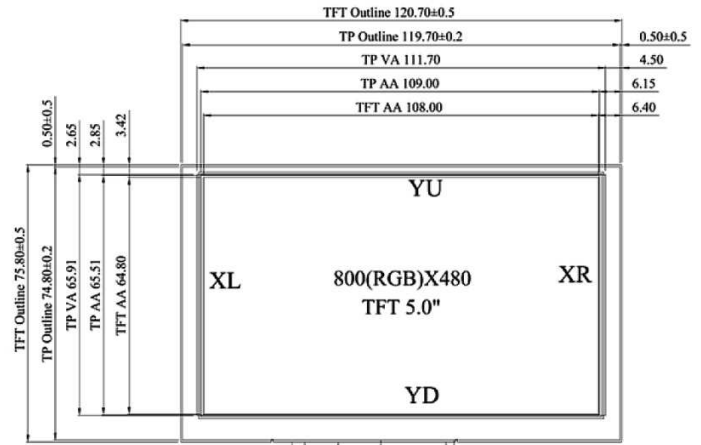 TFT Outline 120.70±0.5
TP Outline 119.70±0.2
0.50±0.5
TP VA 111.70
4.50
TP AA 109.00
6.15
TFT AA 108.00
6.40
0.50±0.5
2.65
2.85
3.42
TFT Outline 75.80±0.5
TP Outline 74.80±0.2
TP VA 65.91
TP AA 65.51
TFT AA 64.80
YU
XL
XR
800(RGB)X480
TFT 5.0"
YD